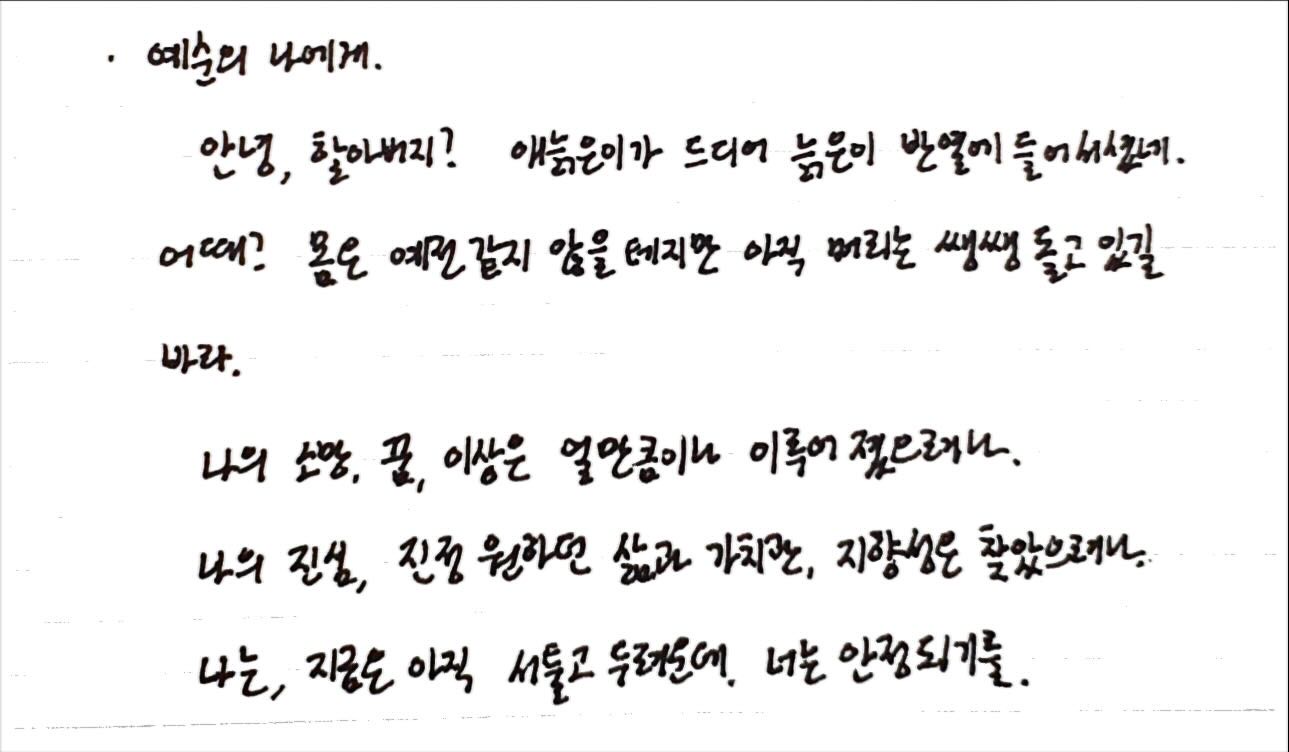 · 예순의 나에게.
안녕, 할아버지? 애늙은이가 드디어 늙은이 반열에 들어서셨네.
어때? 몸은 예전같지 않을테지만 아직 머리는 쌩쌩 돌고 있길
바라.
나의 소망, 꿈, 이상은 얼만큼이나 이루어졌으려나.
나의 진심, 진정 원하던 삶과 가치관, 지향성은 찾았으려나.
나는, 지금은 아직 서툴고 두려운데. 너는 안정되기를.